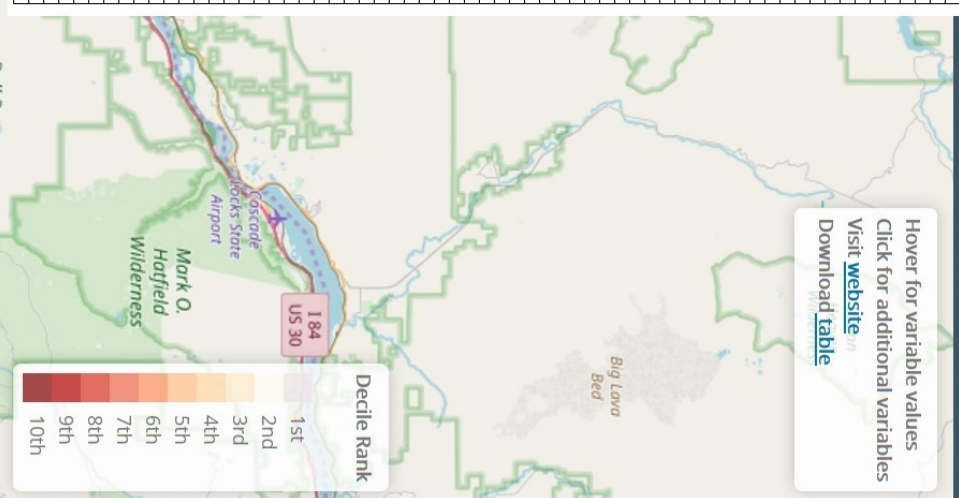 Hover for variable values
Click for additional variables
Visit website
Download table
Big Lava
Bed
Cascade
Locks State
Airport
I 84
US 30
Mark O.
Hatfield
Wilderness
Decile Rank
1st
2nd
3rd
4th
5th
6th
7th
8th
9th
10th